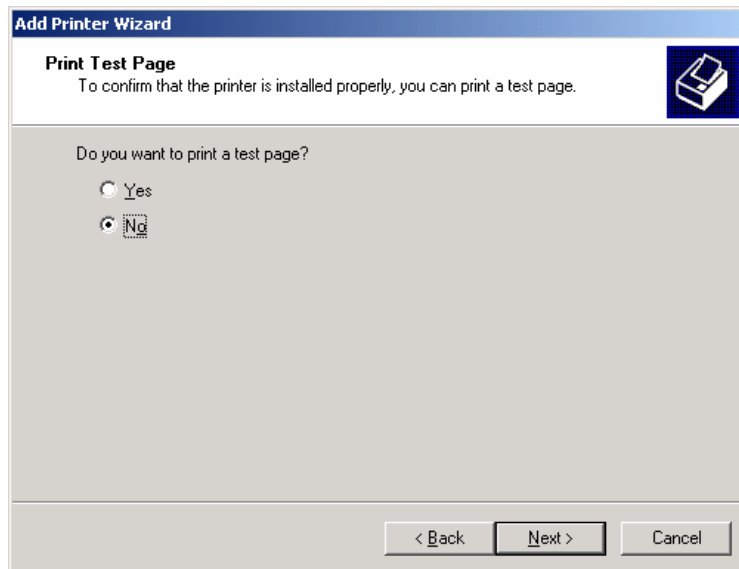 Add Printer Wizard
Print Test Page
To confirm that the printer is installed properly, you can print a test page.
Do you want to print a test page?
Yes
No
< Back Next > Cancel